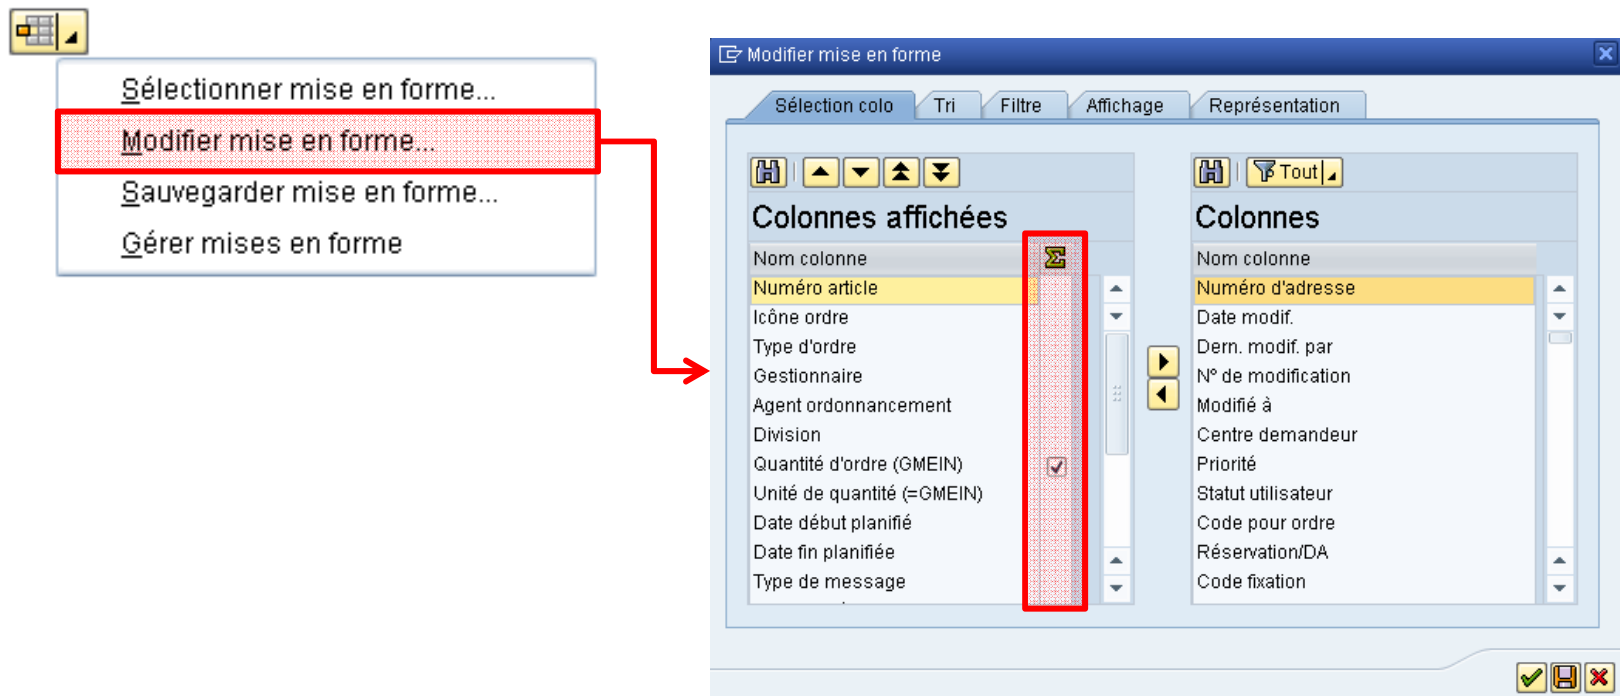 Sélectionner mise en forme...
Modifier mise en forme...
Sauvegarder mise en forme...
Gérer mises en forme
Modifier mise en forme
Sélection colo Tri Filtre Affichage Représentation
Colonnes affichées
Nom colonne Σ
Numéro article
Icône ordre
Type d'ordre
Gestionnaire
Agent ordonnancement
Division
Quantité d'ordre (GMEIN)
Unité de quantité (=GMEIN)
Date début planifié
Date fin planifiée
Type de message
Tout
Colonnes
Nom colonne
Numéro d'adresse
Date modif.
Dern. modif. par
N° de modification
Modifié à
Centre demandeur
Priorité
Statut utilisateur
Code pour ordre
Réservation/DA
Code fixation